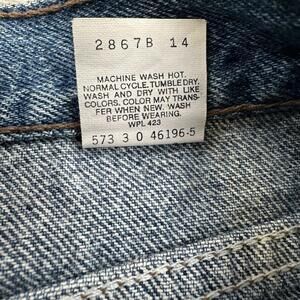 2867B 14
MACHINE WASH HOT.
NORMAL CYCLE. TUMBLE DRY.
WASH AND DRY WITH LIKE
COLORS. COLOR MAY TRANS-
FER WHEN NEW. WASH
BEFORE WEARING.
WPL 423
573 3 0 46196-5